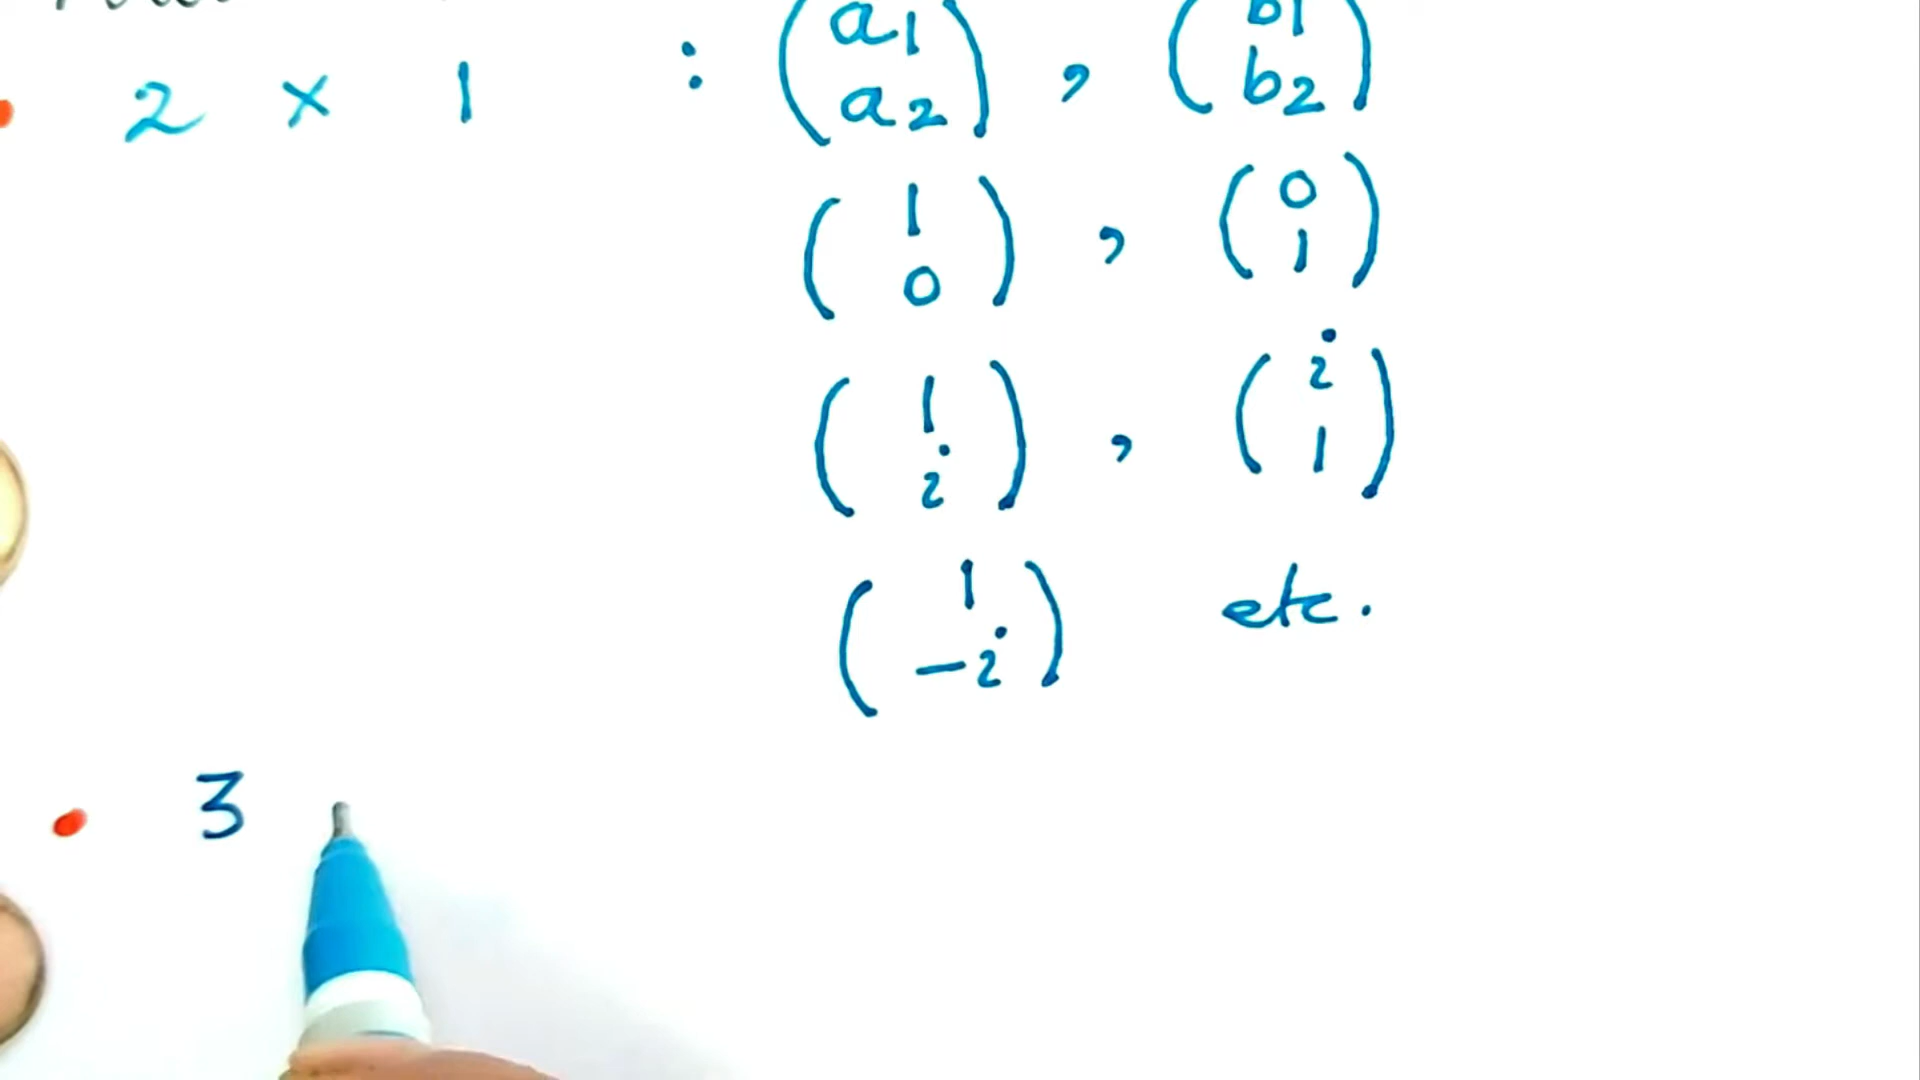 • 2 × 1 : (a1 a2) , (b1 b2)
(1 0) , (0 1)
(1 i) , (i 1)
(1 -i) etc.
• 3